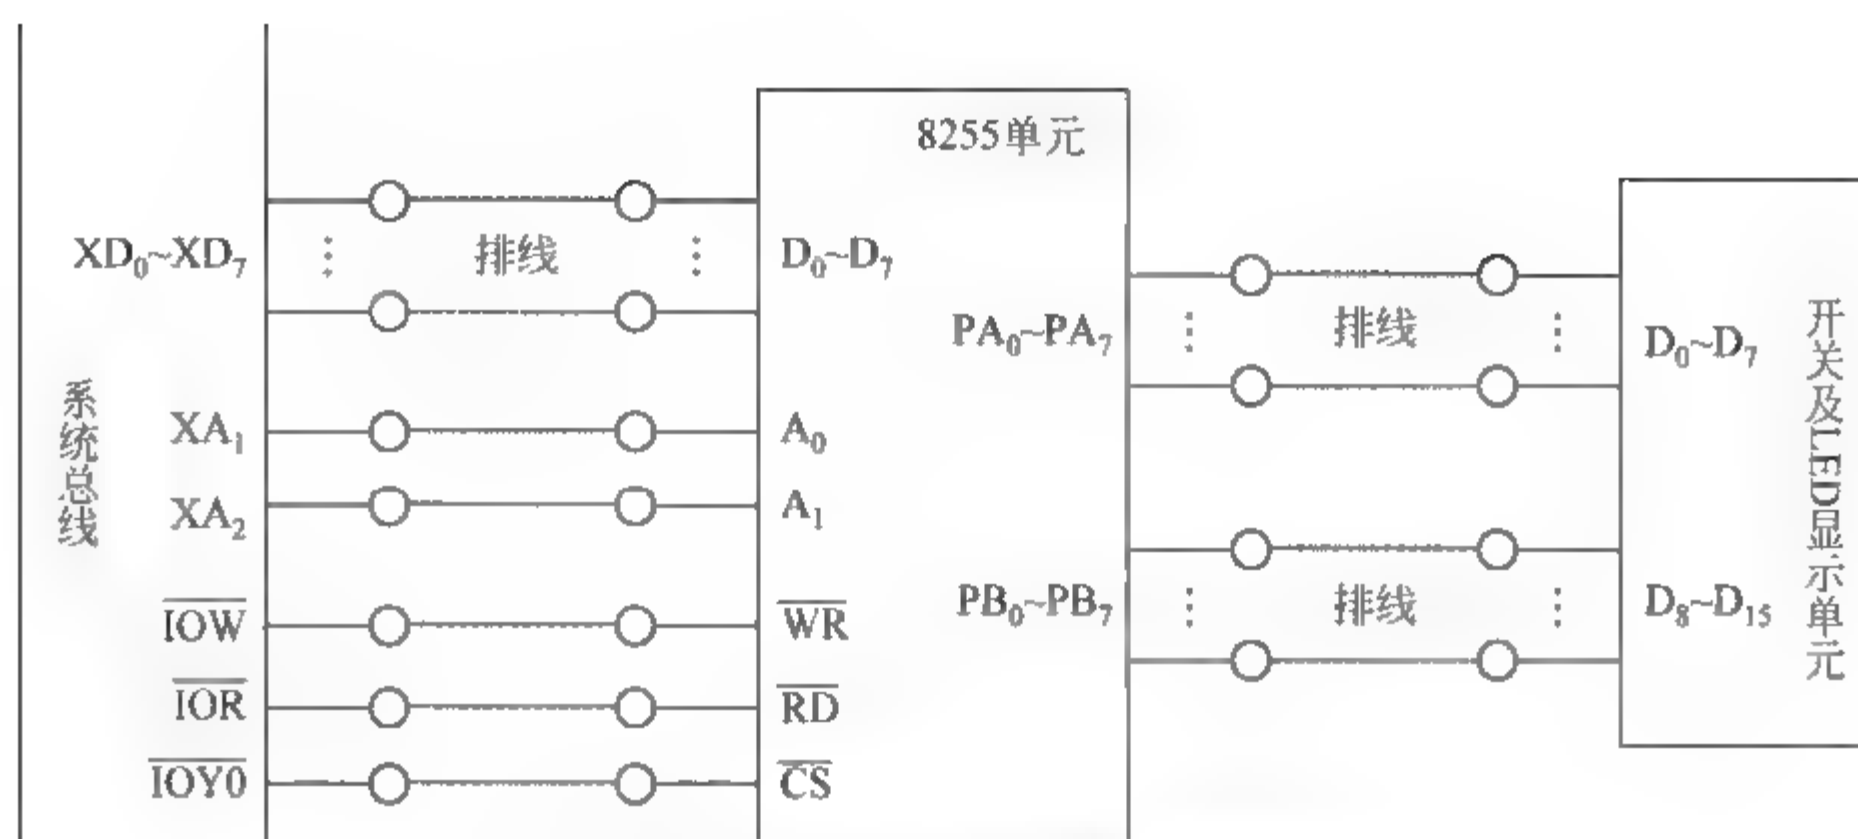 8255单元
XD₀~XD₇
排线
D₀~D₇
PA₀~PA₇
排线
D₀~D₇
XA₁
A₀
XA₂
A₁
系统总线
开关及LED显示单元
IOW
WR
PB₀~PB₇
排线
D₈~D₁₅
IOR
RD
IOY0
CS